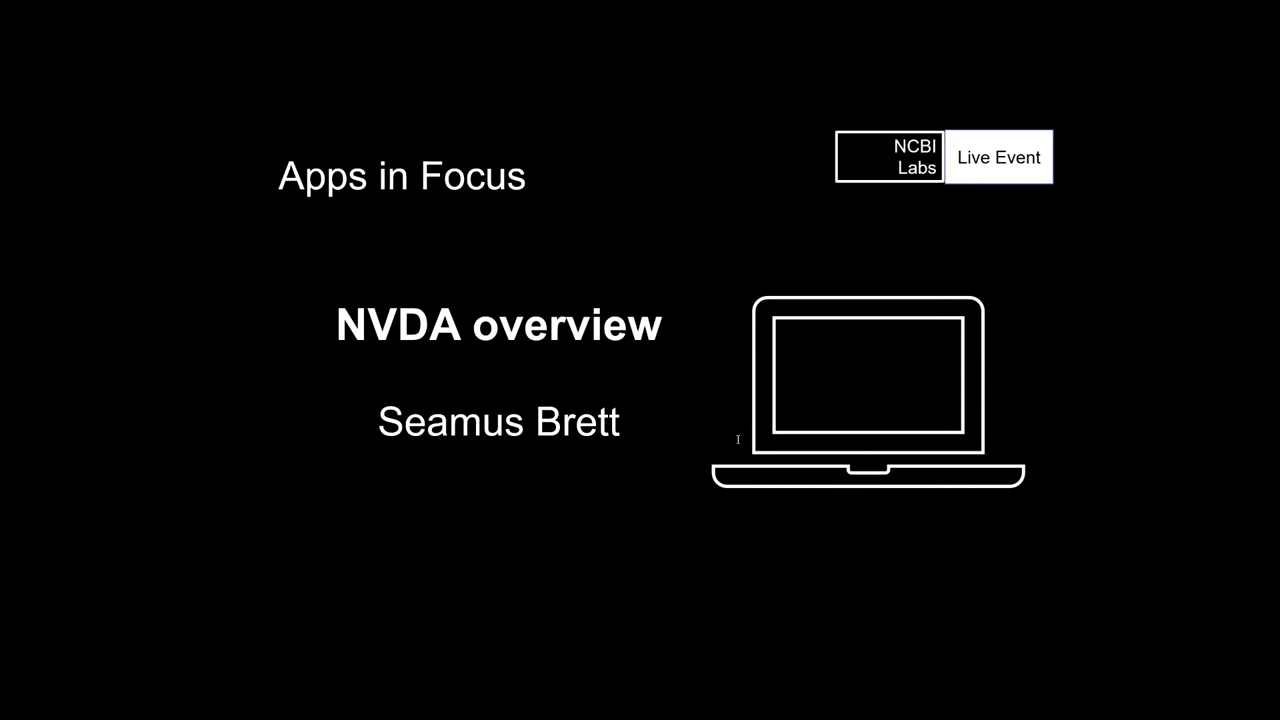 Apps in Focus
NCBI
Labs
Live Event
NVDA overview
Seamus Brett